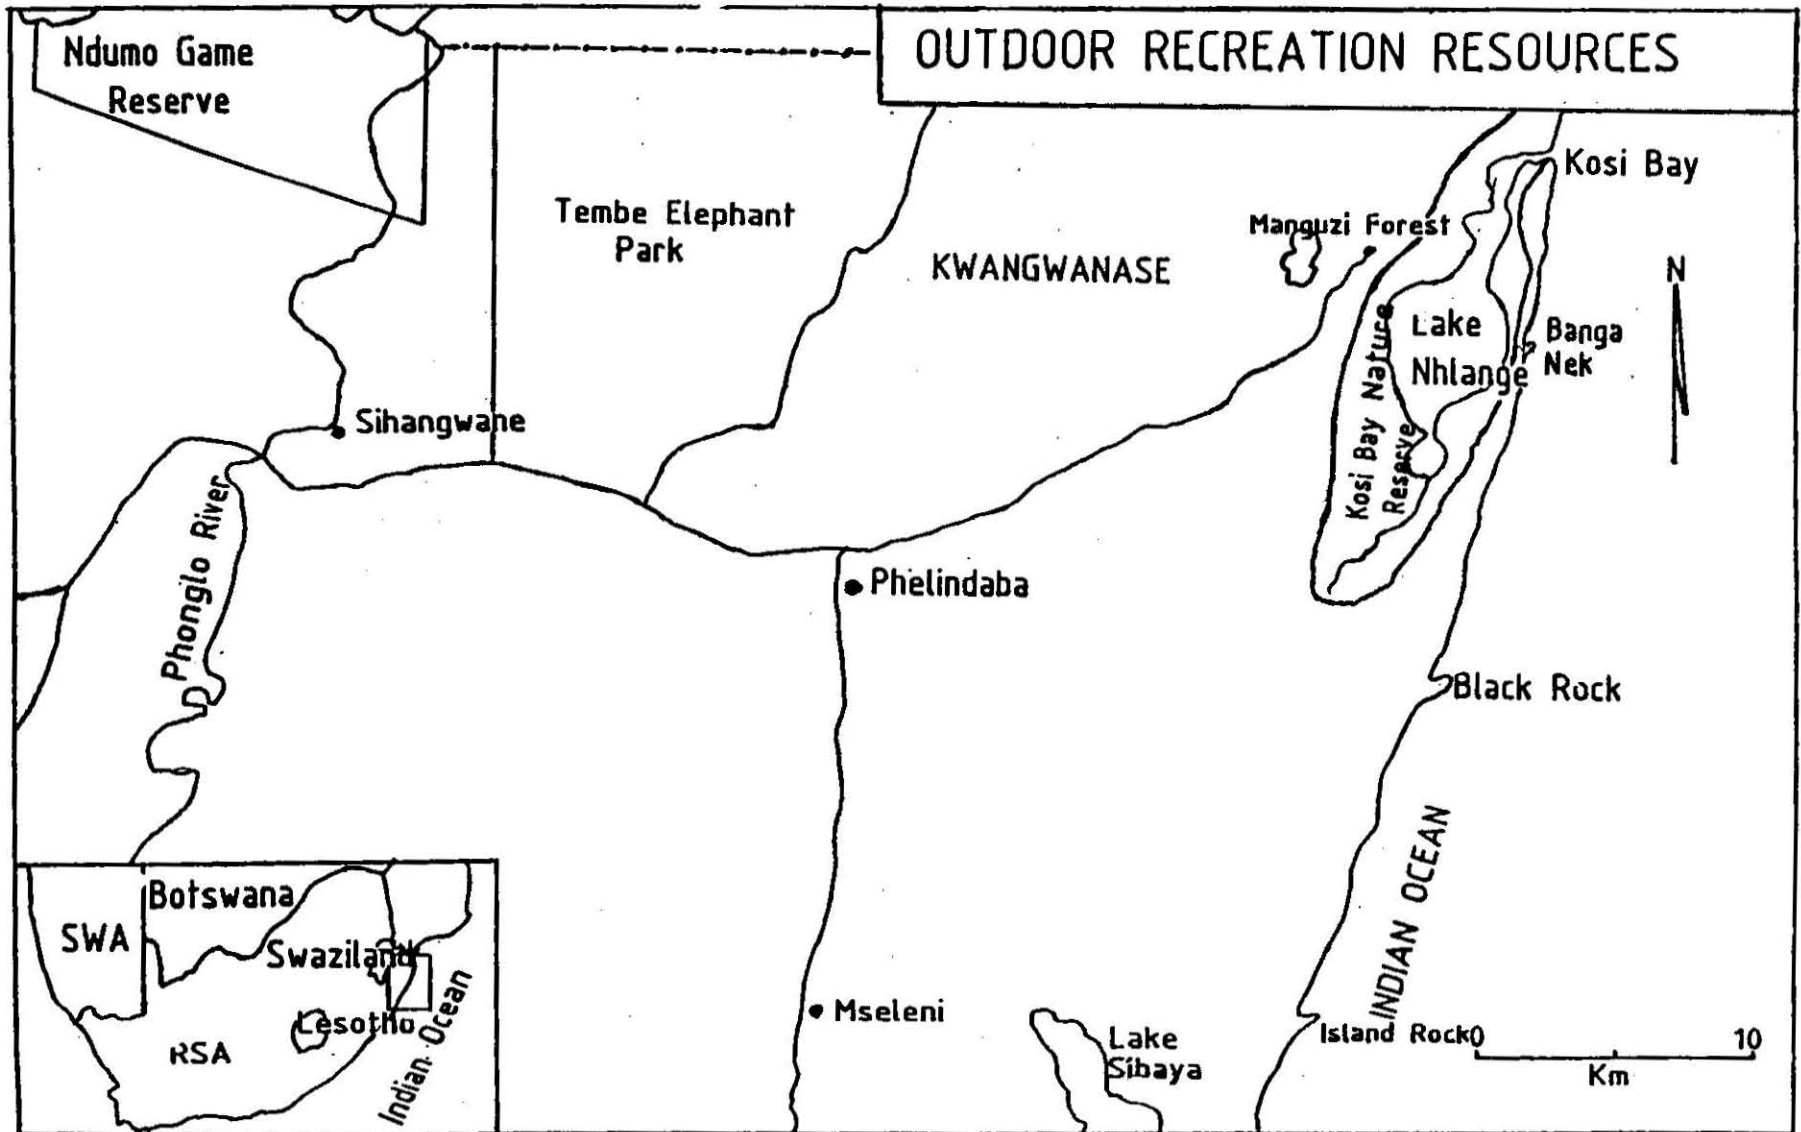 OUTDOOR RECREATION RESOURCES
Ndumo Game
Reserve
Tembe Elephant
Park
KWANGWANASE
Manguzi Forest
Kosi Bay
N
Lake
Nhlange
Banga
Nek
Kosi Bay Nature
Reserve
Sihangwane
Phonglo River
Phelindaba
Black Rock
INDIAN OCEAN
Mseleni
Lake
Sibaya
Island Rock
0 10
Km
Botswana
SWA
Swaziland
Lesotho
RSA
Indian Ocean